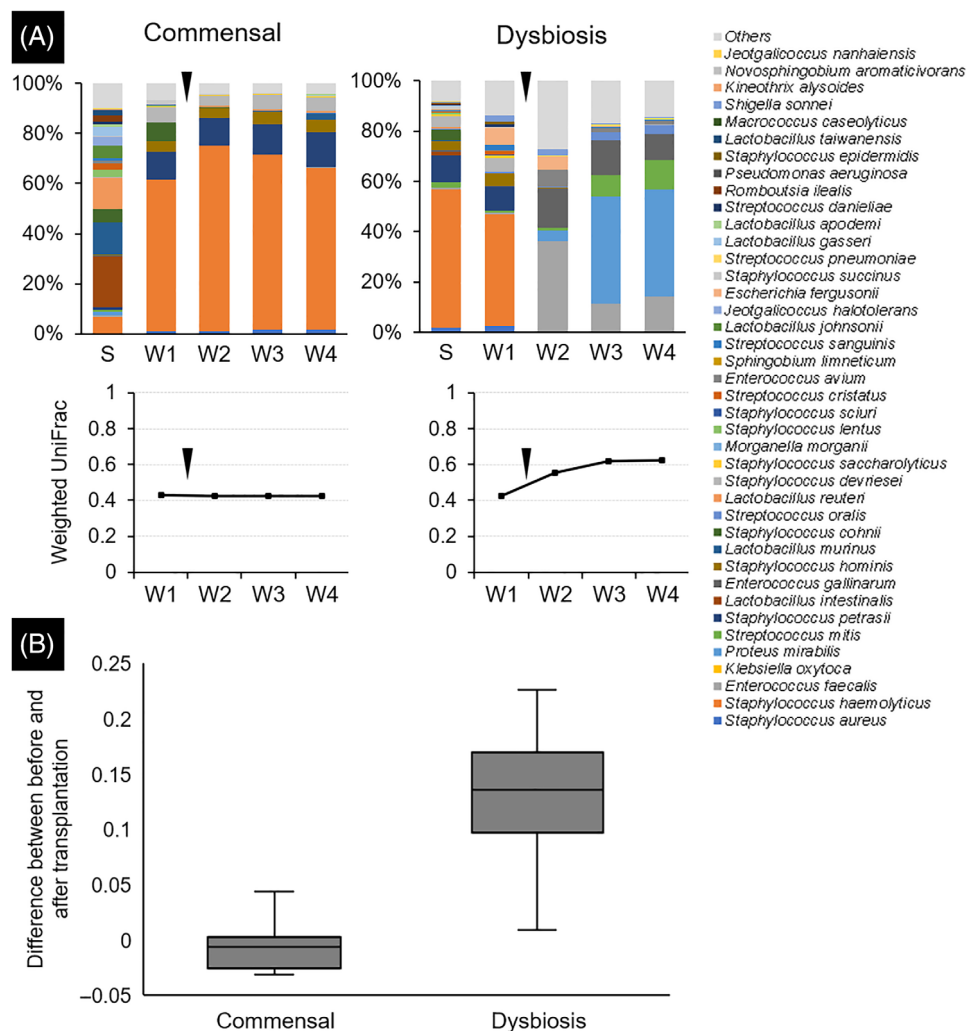 (A)
Commensal
Dysbiosis
100%
80%
60%
40%
20%
0%
S W1 W2 W3 W4
100%
80%
60%
40%
20%
0%
S W1 W2 W3 W4
Weighted UniFrac
1
0.8
0.6
0.4
0.2
0
W1 W2 W3 W4
1
0.8
0.6
0.4
0.2
0
W1 W2 W3 W4
Others
Jeotgalicoccus nanhaiensis
Novosphingobium aromaticivorans
Kineothrix alysoides
Shigella sonnei
Macrococcus caseolyticus
Lactobacillus taiwanensis
Staphylococcus epidermidis
Pseudomonas aeruginosa
Romboutsia ilealis
Streptococcus danieliae
Lactobacillus apodemi
Lactobacillus gasseri
Streptococcus pneumoniae
Staphylococcus succinus
Escherichia fergusonii
Jeotgalicoccus halotolerans
Lactobacillus johnsonii
Streptococcus sanguinis
Sphingobium limneticum
Enterococcus avium
Streptococcus cristatus
Staphylococcus sciuri
Staphylococcus lentus
Morganella morganii
Staphylococcus saccharolyticus
Staphylococcus devriesei
Lactobacillus reuteri
Streptococcus oralis
Staphylococcus cohnii
Lactobacillus murinus
Staphylococcus hominis
Enterococcus gallinarum
Lactobacillus intestinalis
Staphylococcus petrasii
Streptococcus mitis
Proteus mirabilis
Klebsiella oxytoca
Enterococcus faecalis
Staphylococcus haemolyticus
Staphylococcus aureus
(B)
Difference between before and
after transplantation
0.25
0.2
0.15
0.1
0.05
0
–0.05
Commensal
Dysbiosis